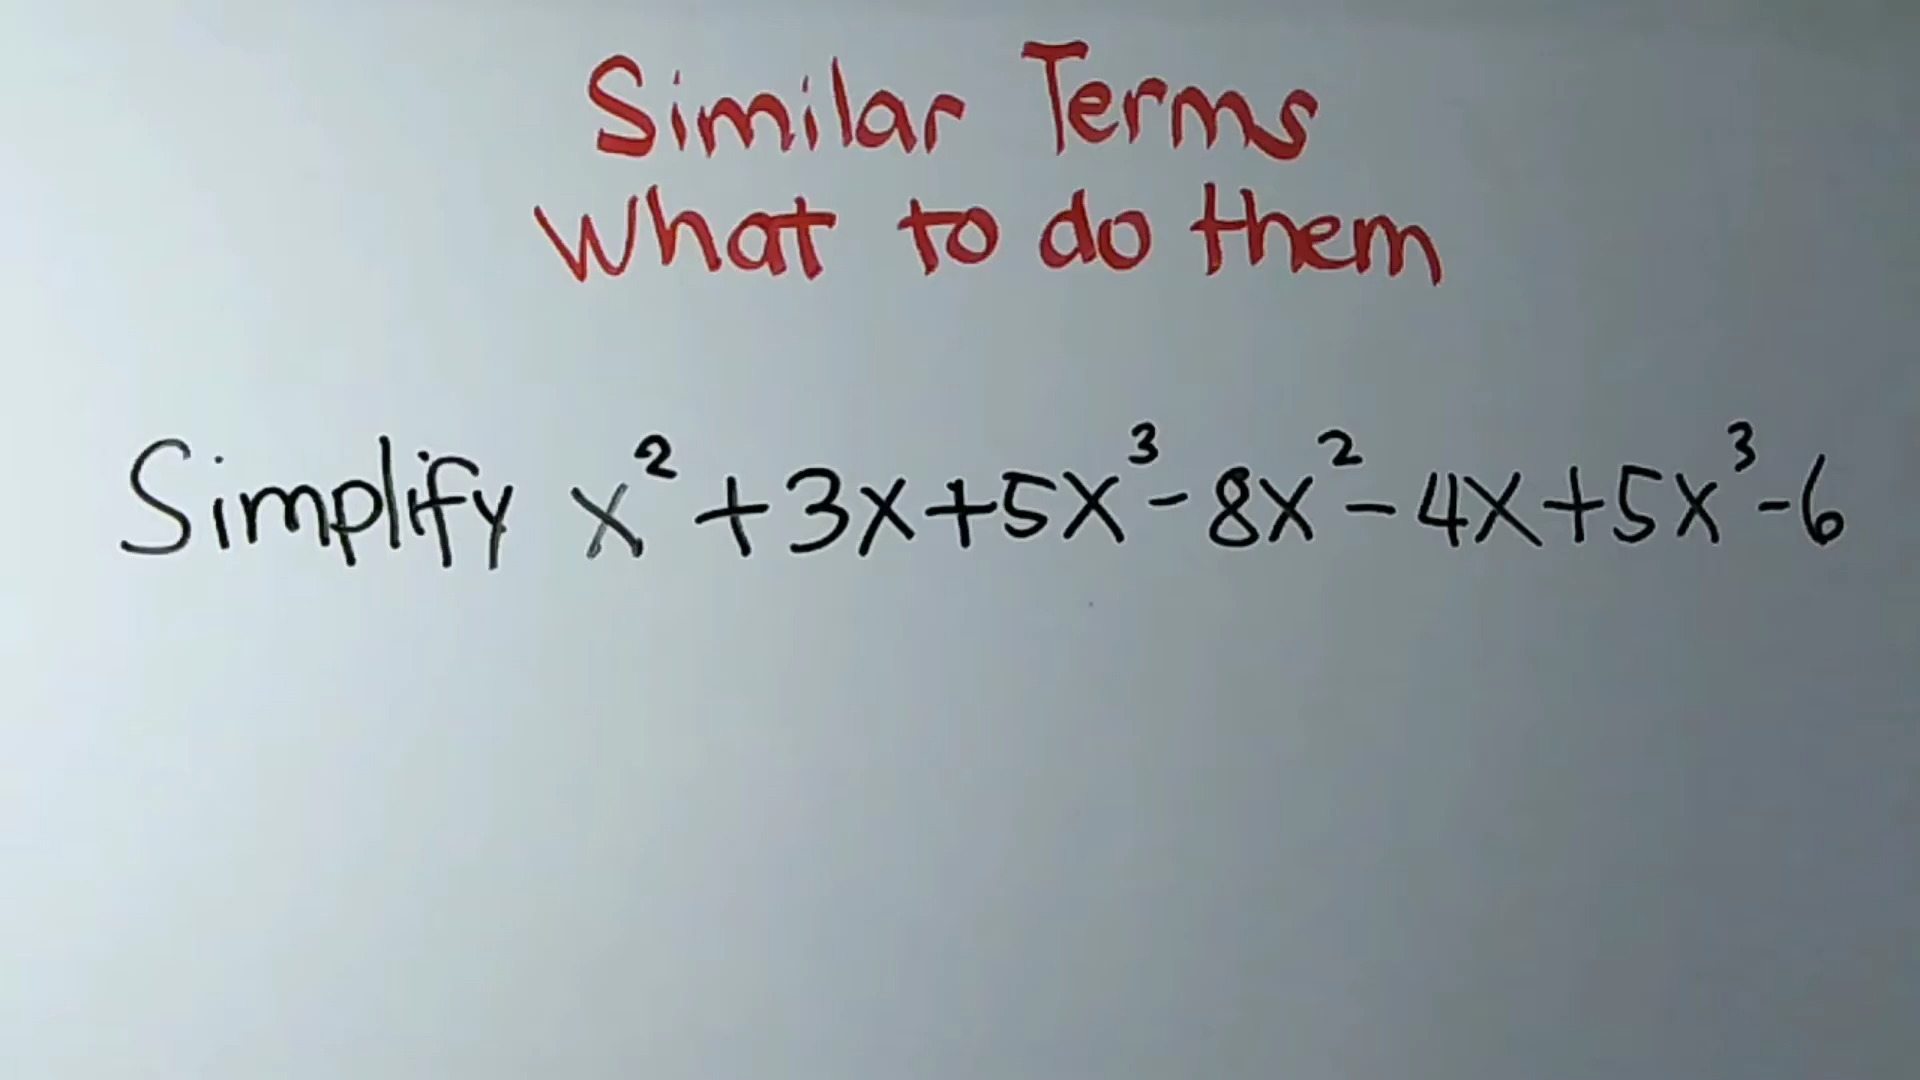 Similar Terms
What to do them
Simplify x² + 3x + 5x³ - 8x² - 4x + 5x³ - 6